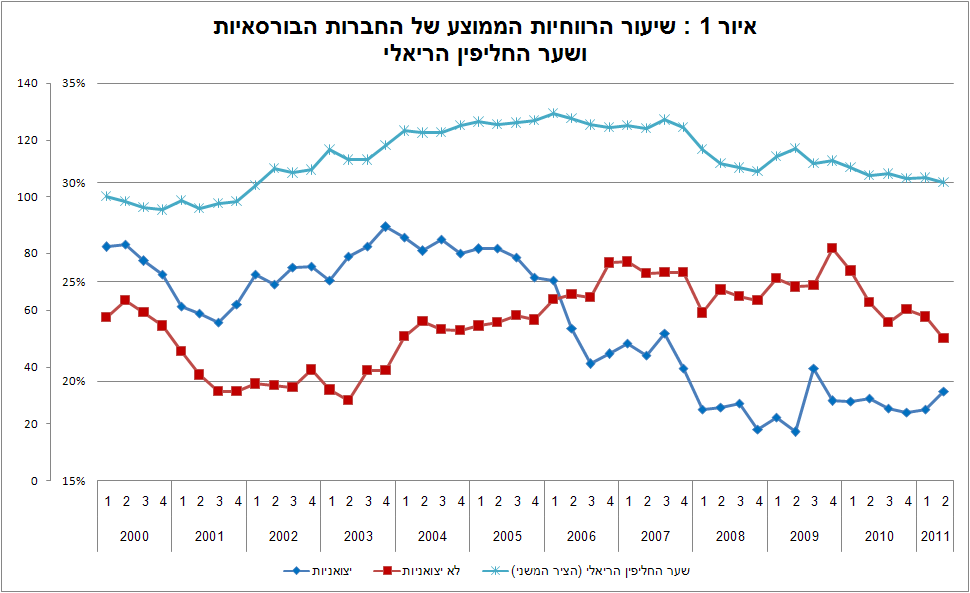 איור 1 : שיעור הרווחיות הממוצע של החברות הבורסאיות
ושער החליפין הריאלי
140 35%
120
30%
100
80
25%
60
40
20%
20
0 15%
1 2 3 4 1 2 3 4 1 2 3 4 1 2 3 4 1 2 3 4 1 2 3 4 1 2 3 4 1 2 3 4 1 2 3 4 1 2 3 4 1 2 3 4 1 2
2000 2001 2002 2003 2004 2005 2006 2007 2008 2009 2010 2011
יצואניות לא יצואניות שער החליפין הריאלי (הציר המשני)